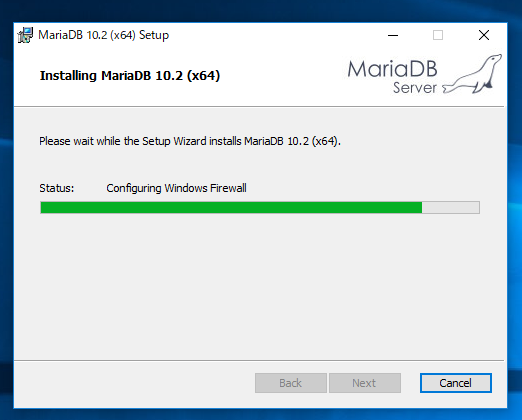 MariaDB 10.2 (x64) Setup
Installing MariaDB 10.2 (x64)
MariaDB
Server
Please wait while the Setup Wizard installs MariaDB 10.2 (x64).
Status: Configuring Windows Firewall
Back Next Cancel